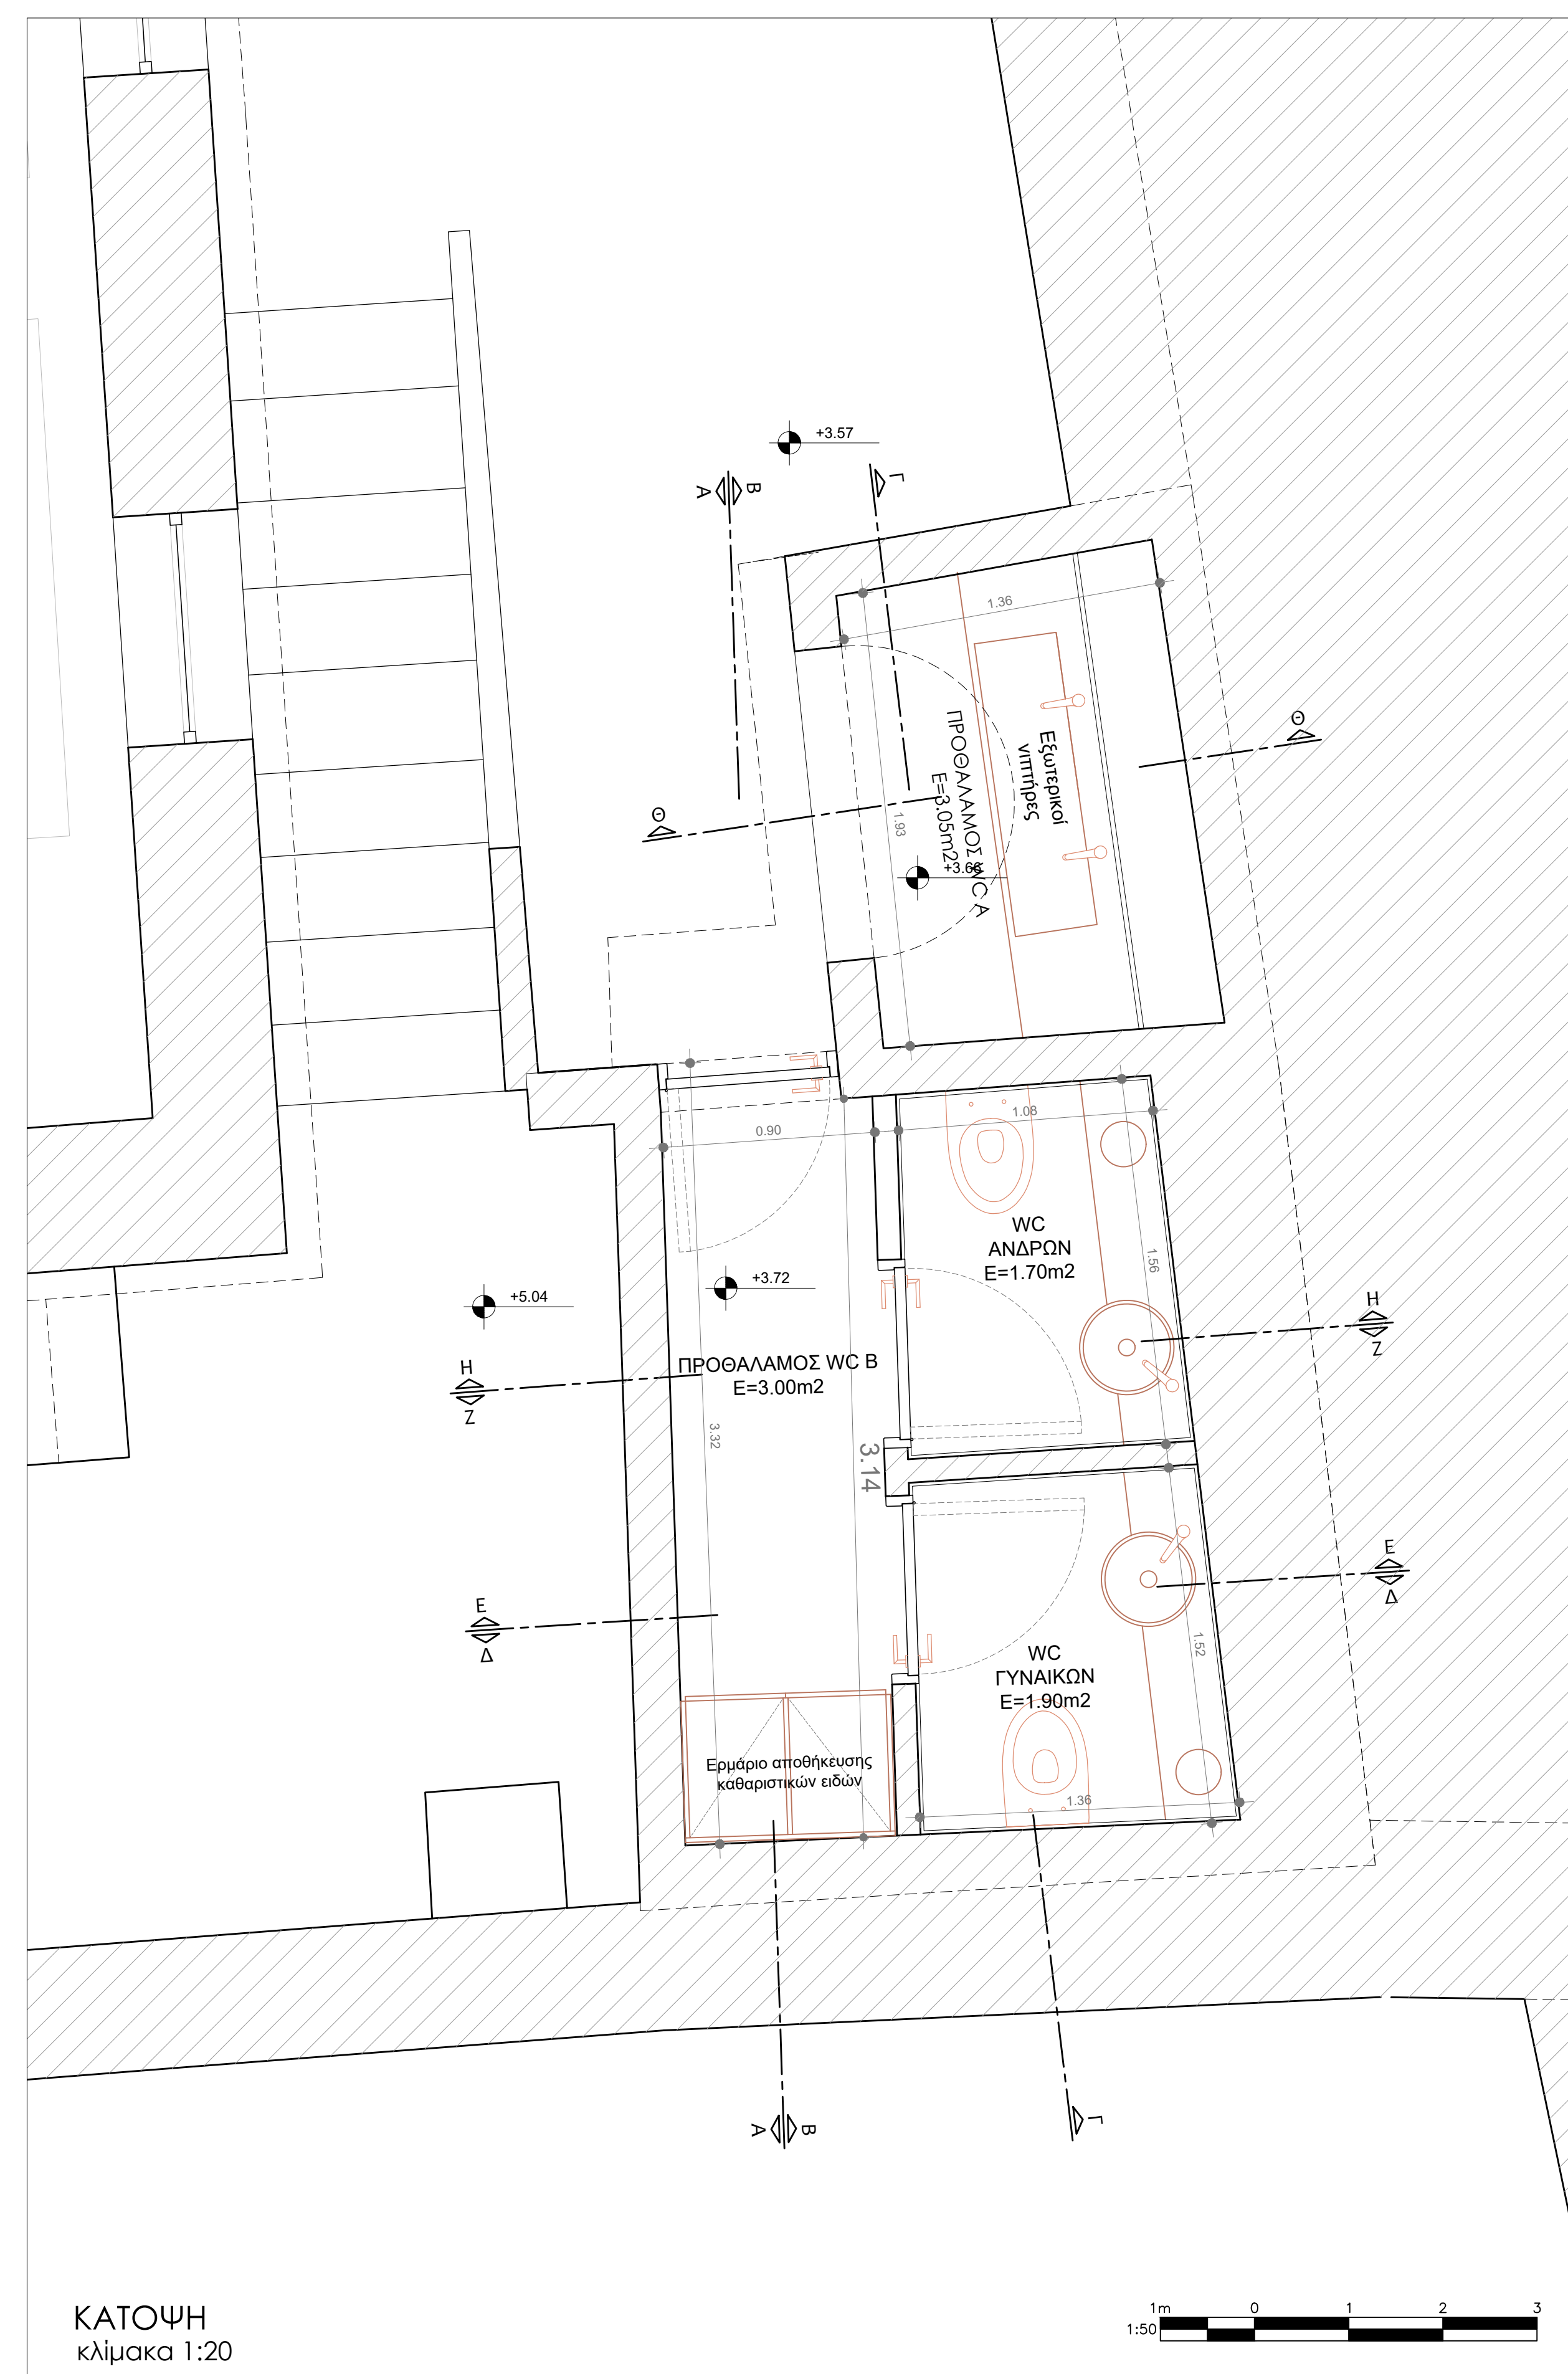 +3.57
A
B
Γ
1.36
Θ
Εξωτερικοί
νιπτήρες
ΠΡΟΘΑΛΑΜΟΣ WC A
E=3.05m2
1.93
+3.66
Θ
0.90
1.08
WC
ΑΝΔΡΩΝ
E=1.70m2
1.56
+3.72
+5.04
H
Z
H
Z
ΠΡΟΘΑΛΑΜΟΣ WC B
E=3.00m2
3.32
3.14
E
Δ
E
Δ
WC
ΓΥΝΑΙΚΩΝ
E=1.90m2
1.52
Ερμάριο αποθήκευσης
καθαριστικών ειδών
1.36
A
B
Γ
ΚΑΤΟΨΗ
κλίμακα 1:20
1m 0 1 2 3
1:50